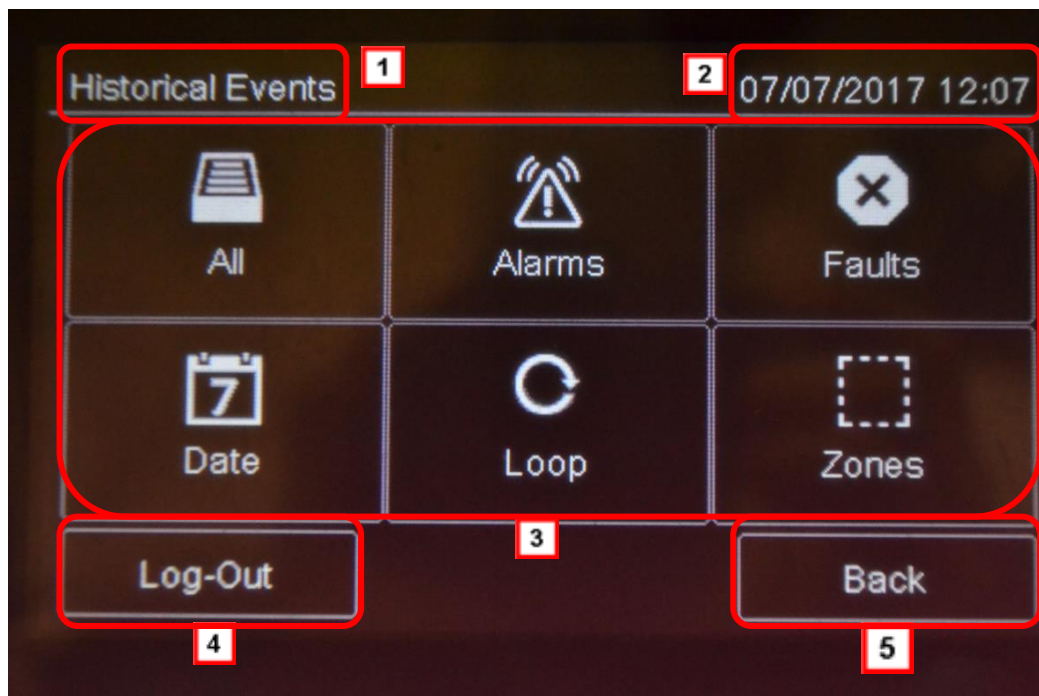 Historical Events
1
2
07/07/2017 12:07
All
Alarms
Faults
7
Date
Loop
Zones
3
Log-Out
Back
4
5